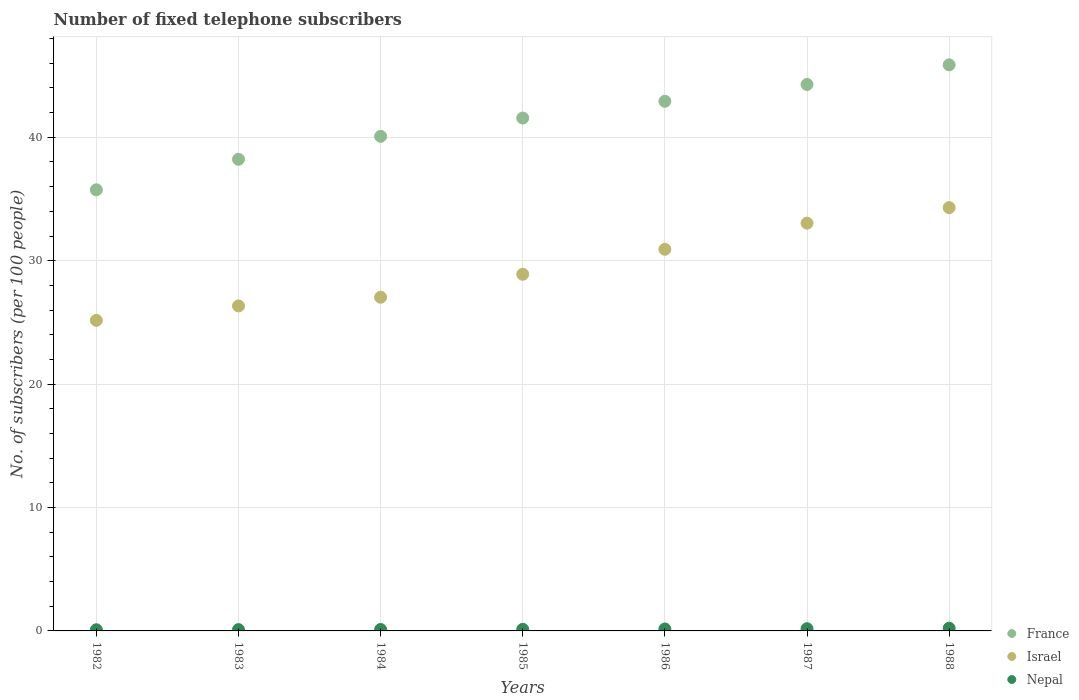 Number of fixed telephone subscribers
No. of subscribers (per 100 people)
40
30
20
10
0
1982
1983
1984
1985
1986
1987
1988
Years
France
Israel
Nepal